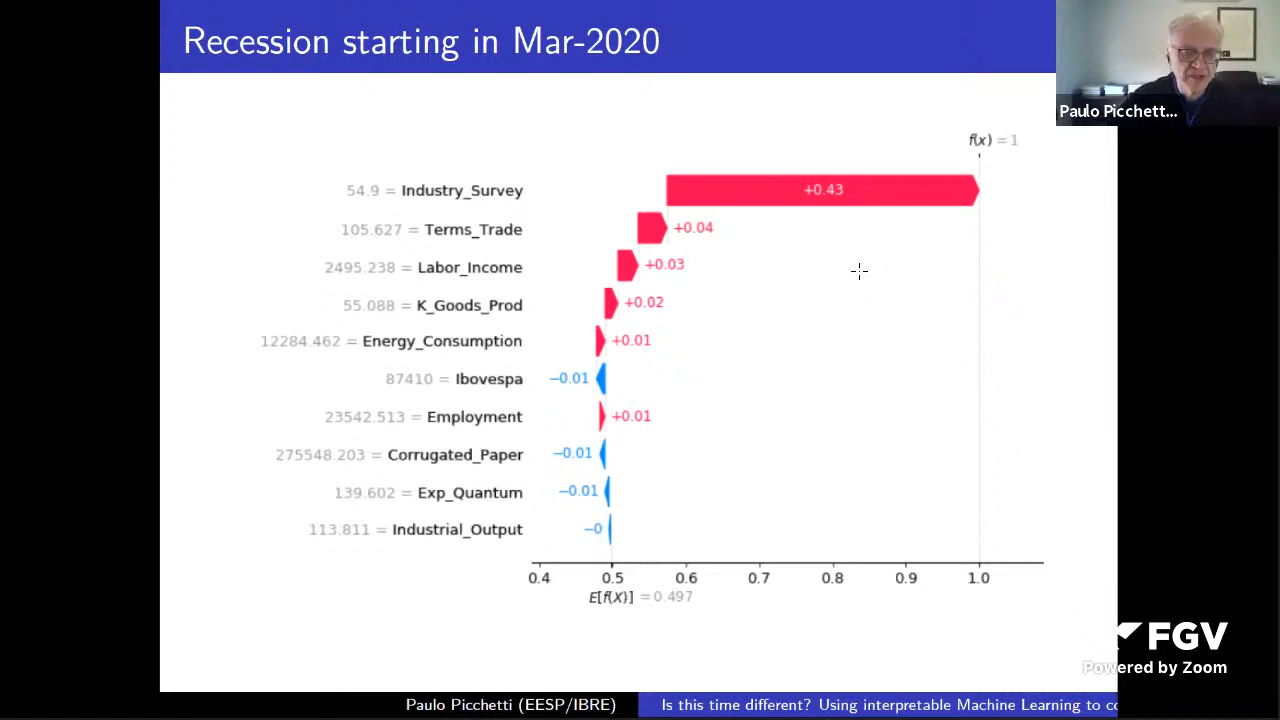 Recession starting in Mar-2020
Paulo Picchett...
f(x) = 1
54.9 = Industry_Survey
+0.43
105.627 = Terms_Trade
+0.04
2495.238 = Labor_Income
+0.03
55.088 = K_Goods_Prod
+0.02
12284.462 = Energy_Consumption
+0.01
87410 = Ibovespa
−0.01
23542.513 = Employment
+0.01
275548.203 = Corrugated_Paper
−0.01
139.602 = Exp_Quantum
−0.01
113.811 = Industrial_Output
−0
0.4 0.5 0.6 0.7 0.8 0.9 1.0
E[f(X)] = 0.497
FGV
Powered by Zoom
Paulo Picchetti (EESP/IBRE)
Is this time different? Using interpretable Machine Learning to